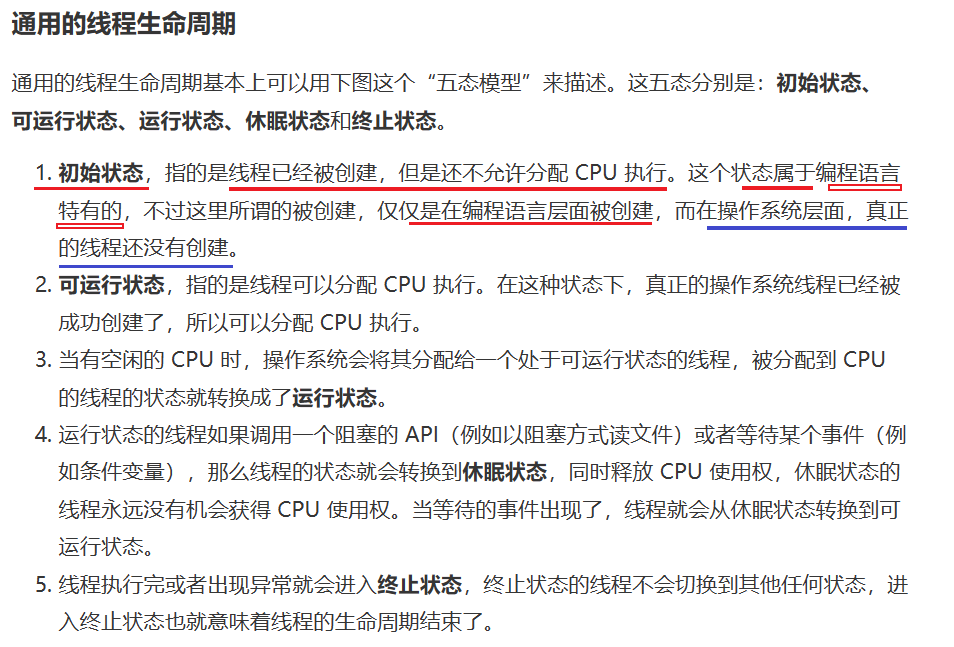 通用的线程生命周期
通用的线程生命周期基本上可以用下图这个“五态模型”来描述。这五态分别是：初始状态、
可运行状态、运行状态、休眠状态和终止状态。
1. 初始状态，指的是线程已经被创建，但是还不允许分配 CPU 执行。这个状态属于编程语言
特有的，不过这里所谓的被创建，仅仅是在编程语言层面被创建，而在操作系统层面，真正
的线程还没有创建。
2. 可运行状态，指的是线程可以分配 CPU 执行。在这种状态下，真正的操作系统线程已经被
成功创建了，所以可以分配 CPU 执行。
3. 当有空闲的 CPU 时，操作系统会将其分配给一个处于可运行状态的线程，被分配到 CPU
的线程的状态就转换成了运行状态。
4. 运行状态的线程如果调用一个阻塞的 API（例如以阻塞方式读文件）或者等待某个事件（例
如条件变量），那么线程的状态就会转换到休眠状态，同时释放 CPU 使用权，休眠状态的
线程永远没有机会获得 CPU 使用权。当等待的事件出现了，线程就会从休眠状态转换到可
运行状态。
5. 线程执行完或者出现异常就会进入终止状态，终止状态的线程不会切换到其他任何状态，进
入终止状态也就意味着线程的生命周期结束了。